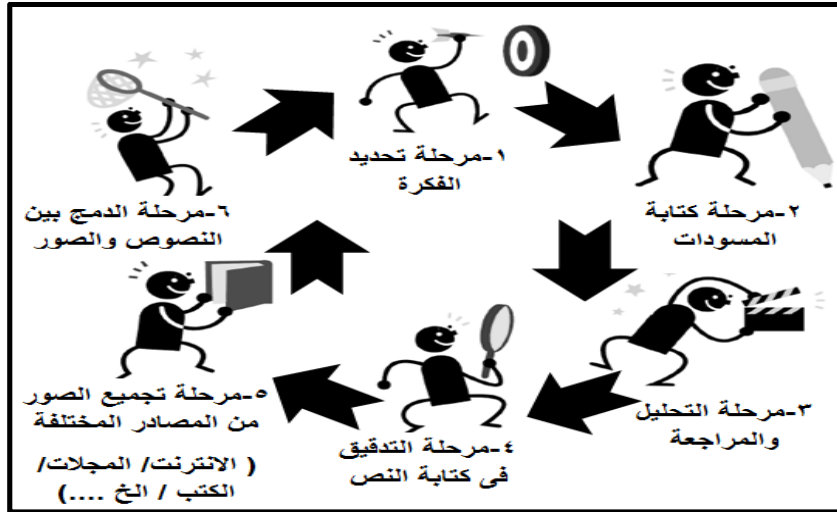 ١-مرحلة تحديد
الفكرة
٢-مرحلة كتابة
المسودات
٣-مرحلة التحليل
والمراجعة
٤-مرحلة التدقيق
فى كتابة النص
٥-مرحلة تجميع الصور
من المصادر المختلفة
( الانترنت/ المجلات/
الكتب / الخ ....)
٦-مرحلة الدمج بين
النصوص والصور